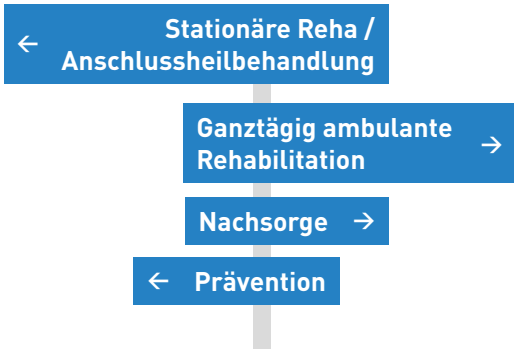 ← Stationäre Reha /
Anschlussheilbehandlung
Ganztägig ambulante →
Rehabilitation
Nachsorge →
← Prävention